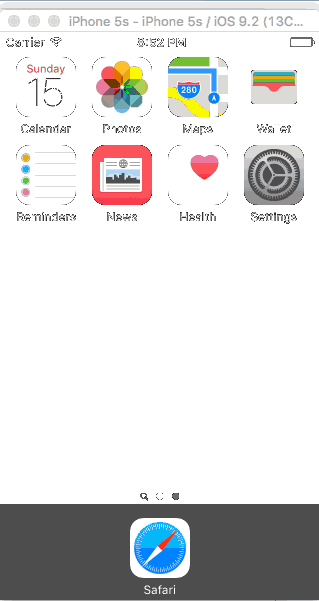 iPhone 5s - iPhone 5s / iOS 9.2 (13C...
Carrier 5:52 PM
Sunday
15
280
Calendar Photos Maps Wallet
Reminders News Health Settings
Safari